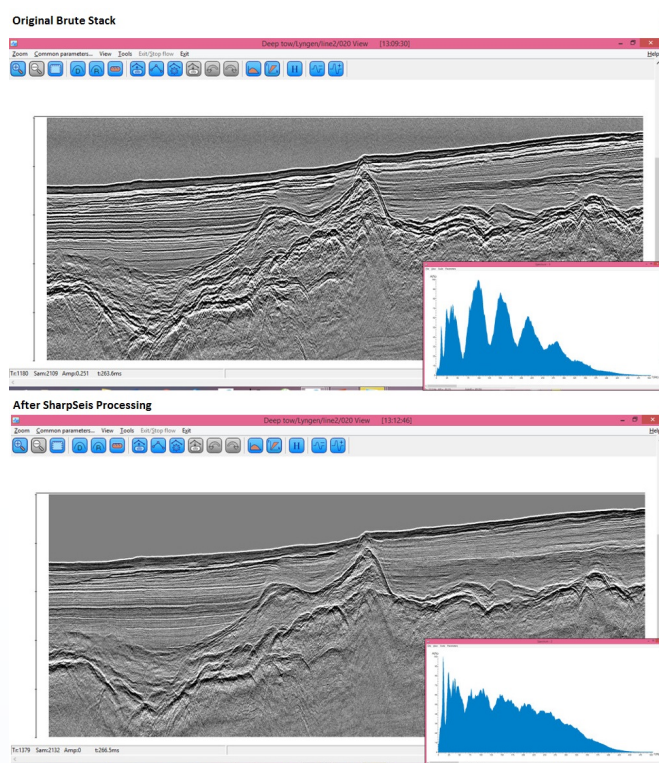 Original Brute Stack
Deep tow/Lyngen/line2/020 View [13:09:30]
Zoom Common parameters... View Tools Exit/Stop flow Exit Help
Tr:1180 Sam:2109 Amp:0.251 t:263.6ms
After SharpSeis Processing
Deep tow/Lyngen/line2/020 View [13:12:46]
Zoom Common parameters... View Tools Exit/Stop flow Exit Help
Tr:1379 Sam:2132 Amp:0 t:266.5ms